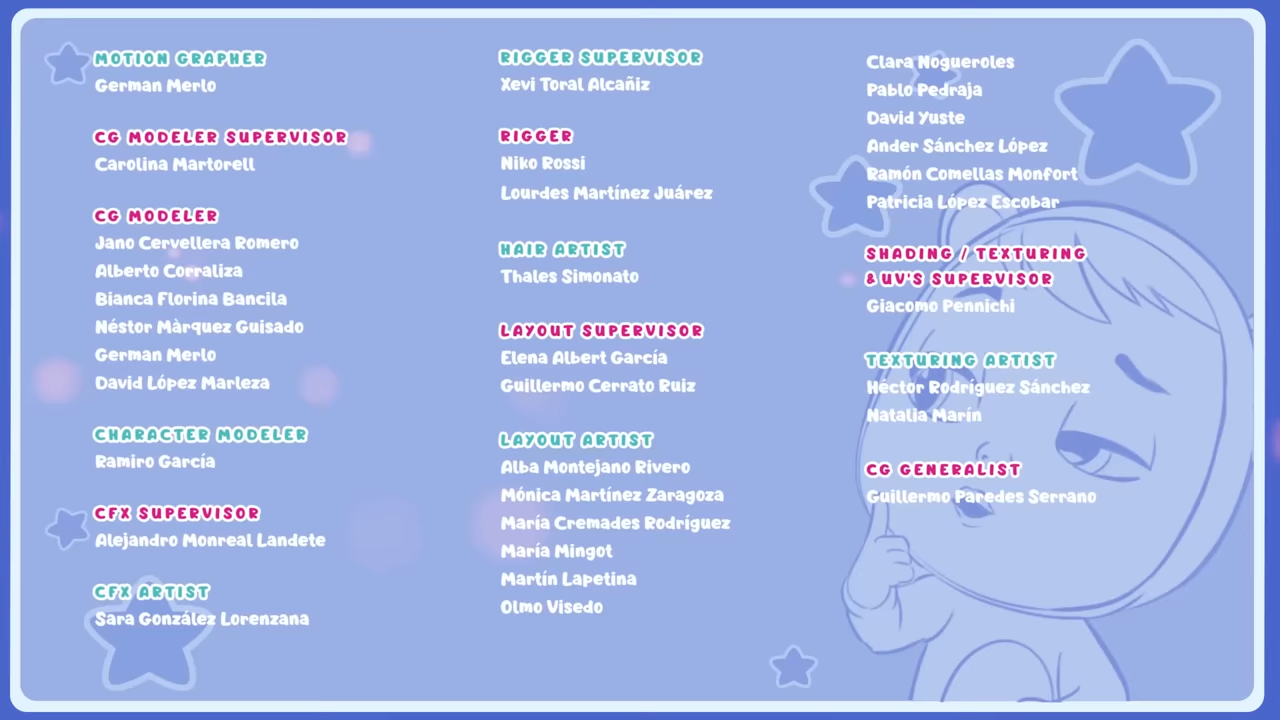 MOTION GRAPHER
German Merlo
CG MODELER SUPERVISOR
Carolina Martorell
CG MODELER
Jano Cervellera Romero
Alberto Corraliza
Bianca Florina Bancila
Néstor Màrquez Guisado
German Merlo
David López Marleza
CHARACTER MODELER
Ramiro García
CFX SUPERVISOR
Alejandro Monreal Landete
CFX ARTIST
Sara González Lorenzana
RIGGER SUPERVISOR
Xevi Toral Alcañiz
RIGGER
Niko Rossi
Lourdes Martínez Juárez
HAIR ARTIST
Thales Simonato
LAYOUT SUPERVISOR
Elena Albert García
Guillermo Cerrato Ruiz
LAYOUT ARTIST
Alba Montejano Rivero
Mónica Martínez Zaragoza
María Cremades Rodríguez
María Mingot
Martín Lapetina
Olmo Visedo
Clara Nogueroles
Pablo Pedraja
David Yuste
Ander Sánchez López
Ramón Comellas Monfort
Patricia López Escobar
SHADING / TEXTURING
& UV'S SUPERVISOR
Giacomo Pennichi
TEXTURING ARTIST
Héctor Rodríguez Sánchez
Natalia Marín
CG GENERALIST
Guillermo Paredes Serrano